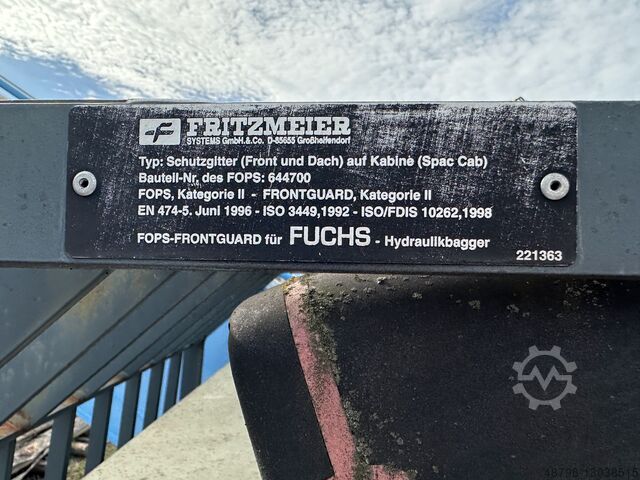 FRITZMEIER
SYSTEMS GmbH.&.Co. D-85655 Großhelfendorf
Typ: Schutzgitter (Front und Dach) auf Kabine (Spac Cab)
Bauteil-Nr. des FOPS: 644700
FOPS, Kategorie II - FRONTGUARD, Kategorie II
EN 474-5. Juni 1996 - ISO 3449,1992 - ISO/FDIS 10262,1998
FOPS-FRONTGUARD für FUCHS - Hydraulikbagger
221363
48798-13038515